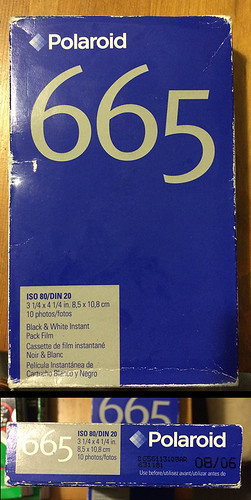 Polaroid
665
ISO 80/DIN 20
3 1/4 x 4 1/4 in. 8,5 x 10,8 cm
10 photos/fotos
Black & White Instant
Pack Film
Cassette de film instantané
Noir & Blanc
Película Instantánea de
Cartucho Blanco y Negro
665
665
ISO 80/DIN 20
3 1/4 x 4 1/4 in.
8,5 x 10,8 cm
10 photos/fotos
Polaroid
08/06
Use before/utilisez avant/utilizar antes de